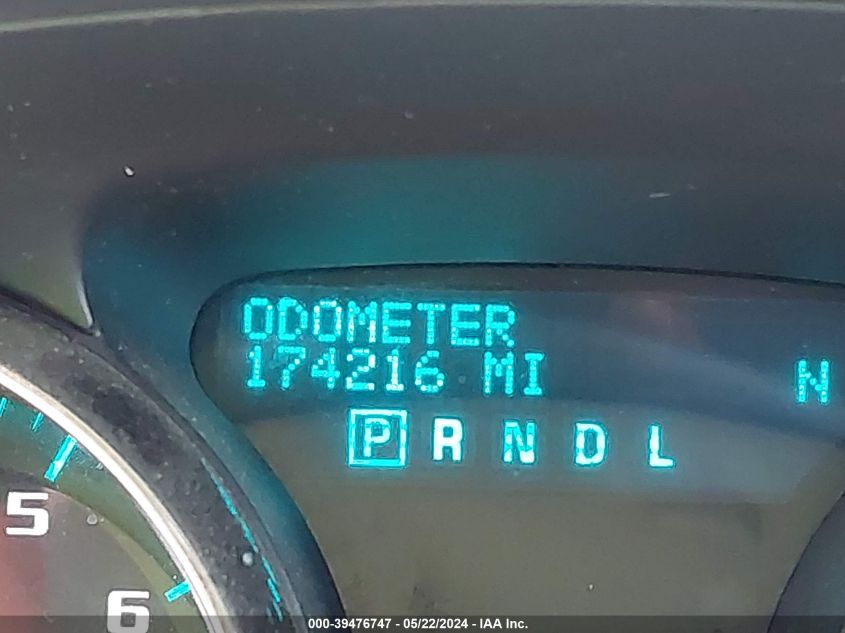 ODOMETER
174216 MI
N
P R N D L
5
6
000-39476747 - 05/22/2024 - IAA Inc.